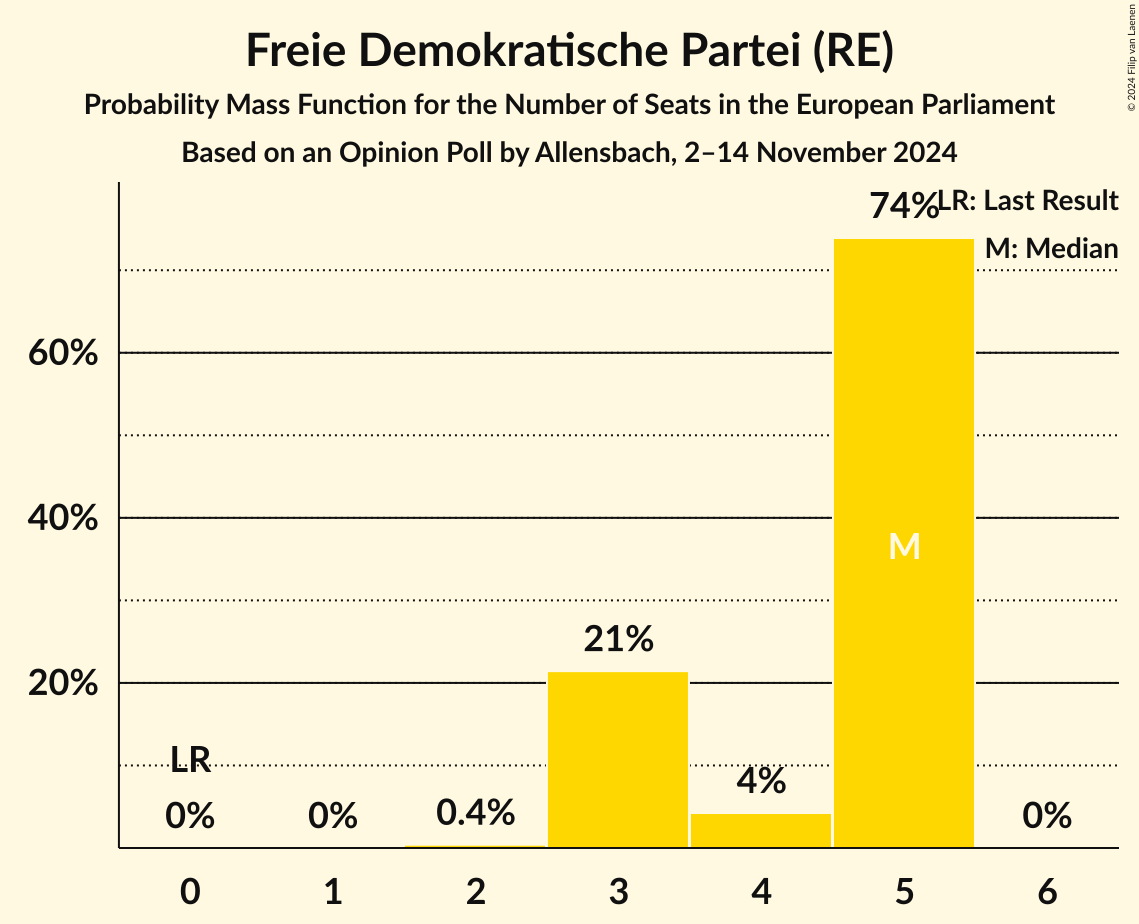 Freie Demokratische Partei (RE)
Probability Mass Function for the Number of Seats in the European Parliament
Based on an Opinion Poll by Allensbach, 2–14 November 2024
© 2024 Filip van Laenen
LR: Last Result
M: Median
74%
60%
40%
20%
M
21%
LR
4%
0%
0%
0.4%
0%
0
1
2
3
4
5
6